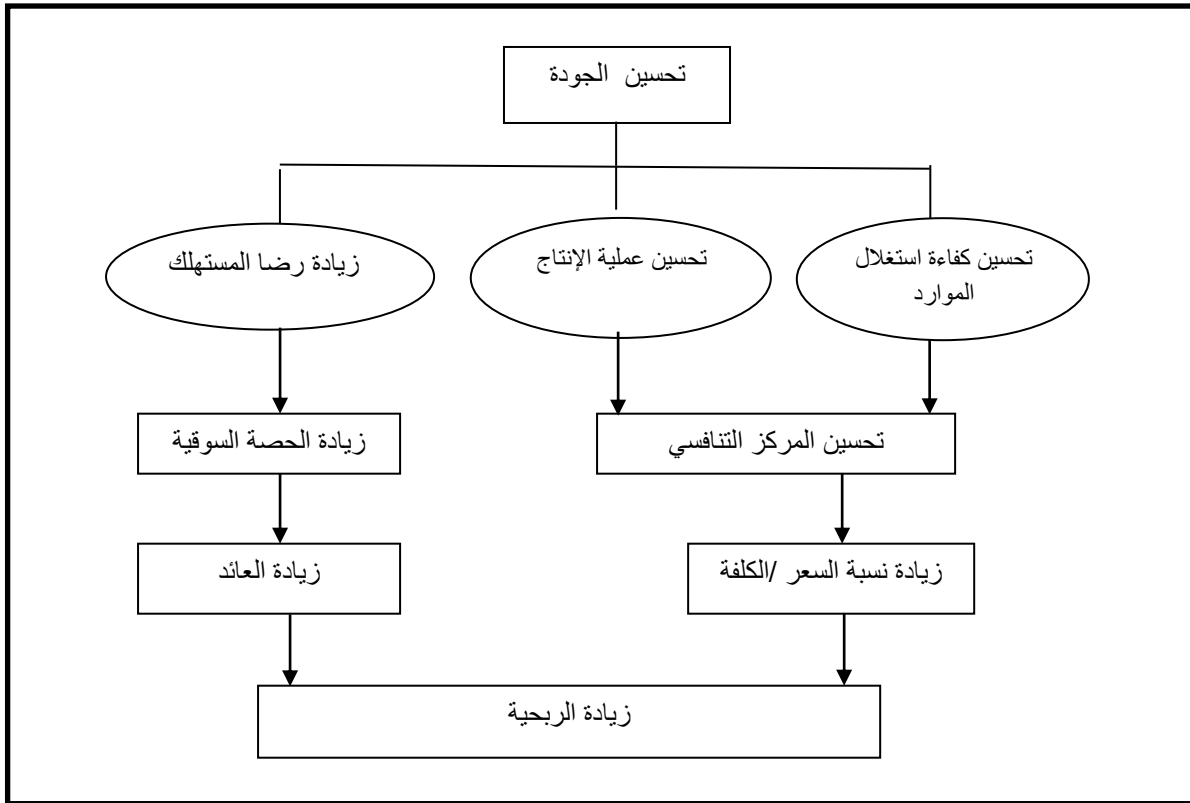 تحسين الجودة
تحسين كفاءة استغلال
الموارد
تحسين عملية الإنتاج
زيادة رضا المستهلك
تحسين المركز التنافسي
زيادة الحصة السوقية
زيادة نسبة السعر /الكلفة
زيادة العائد
زيادة الربحية